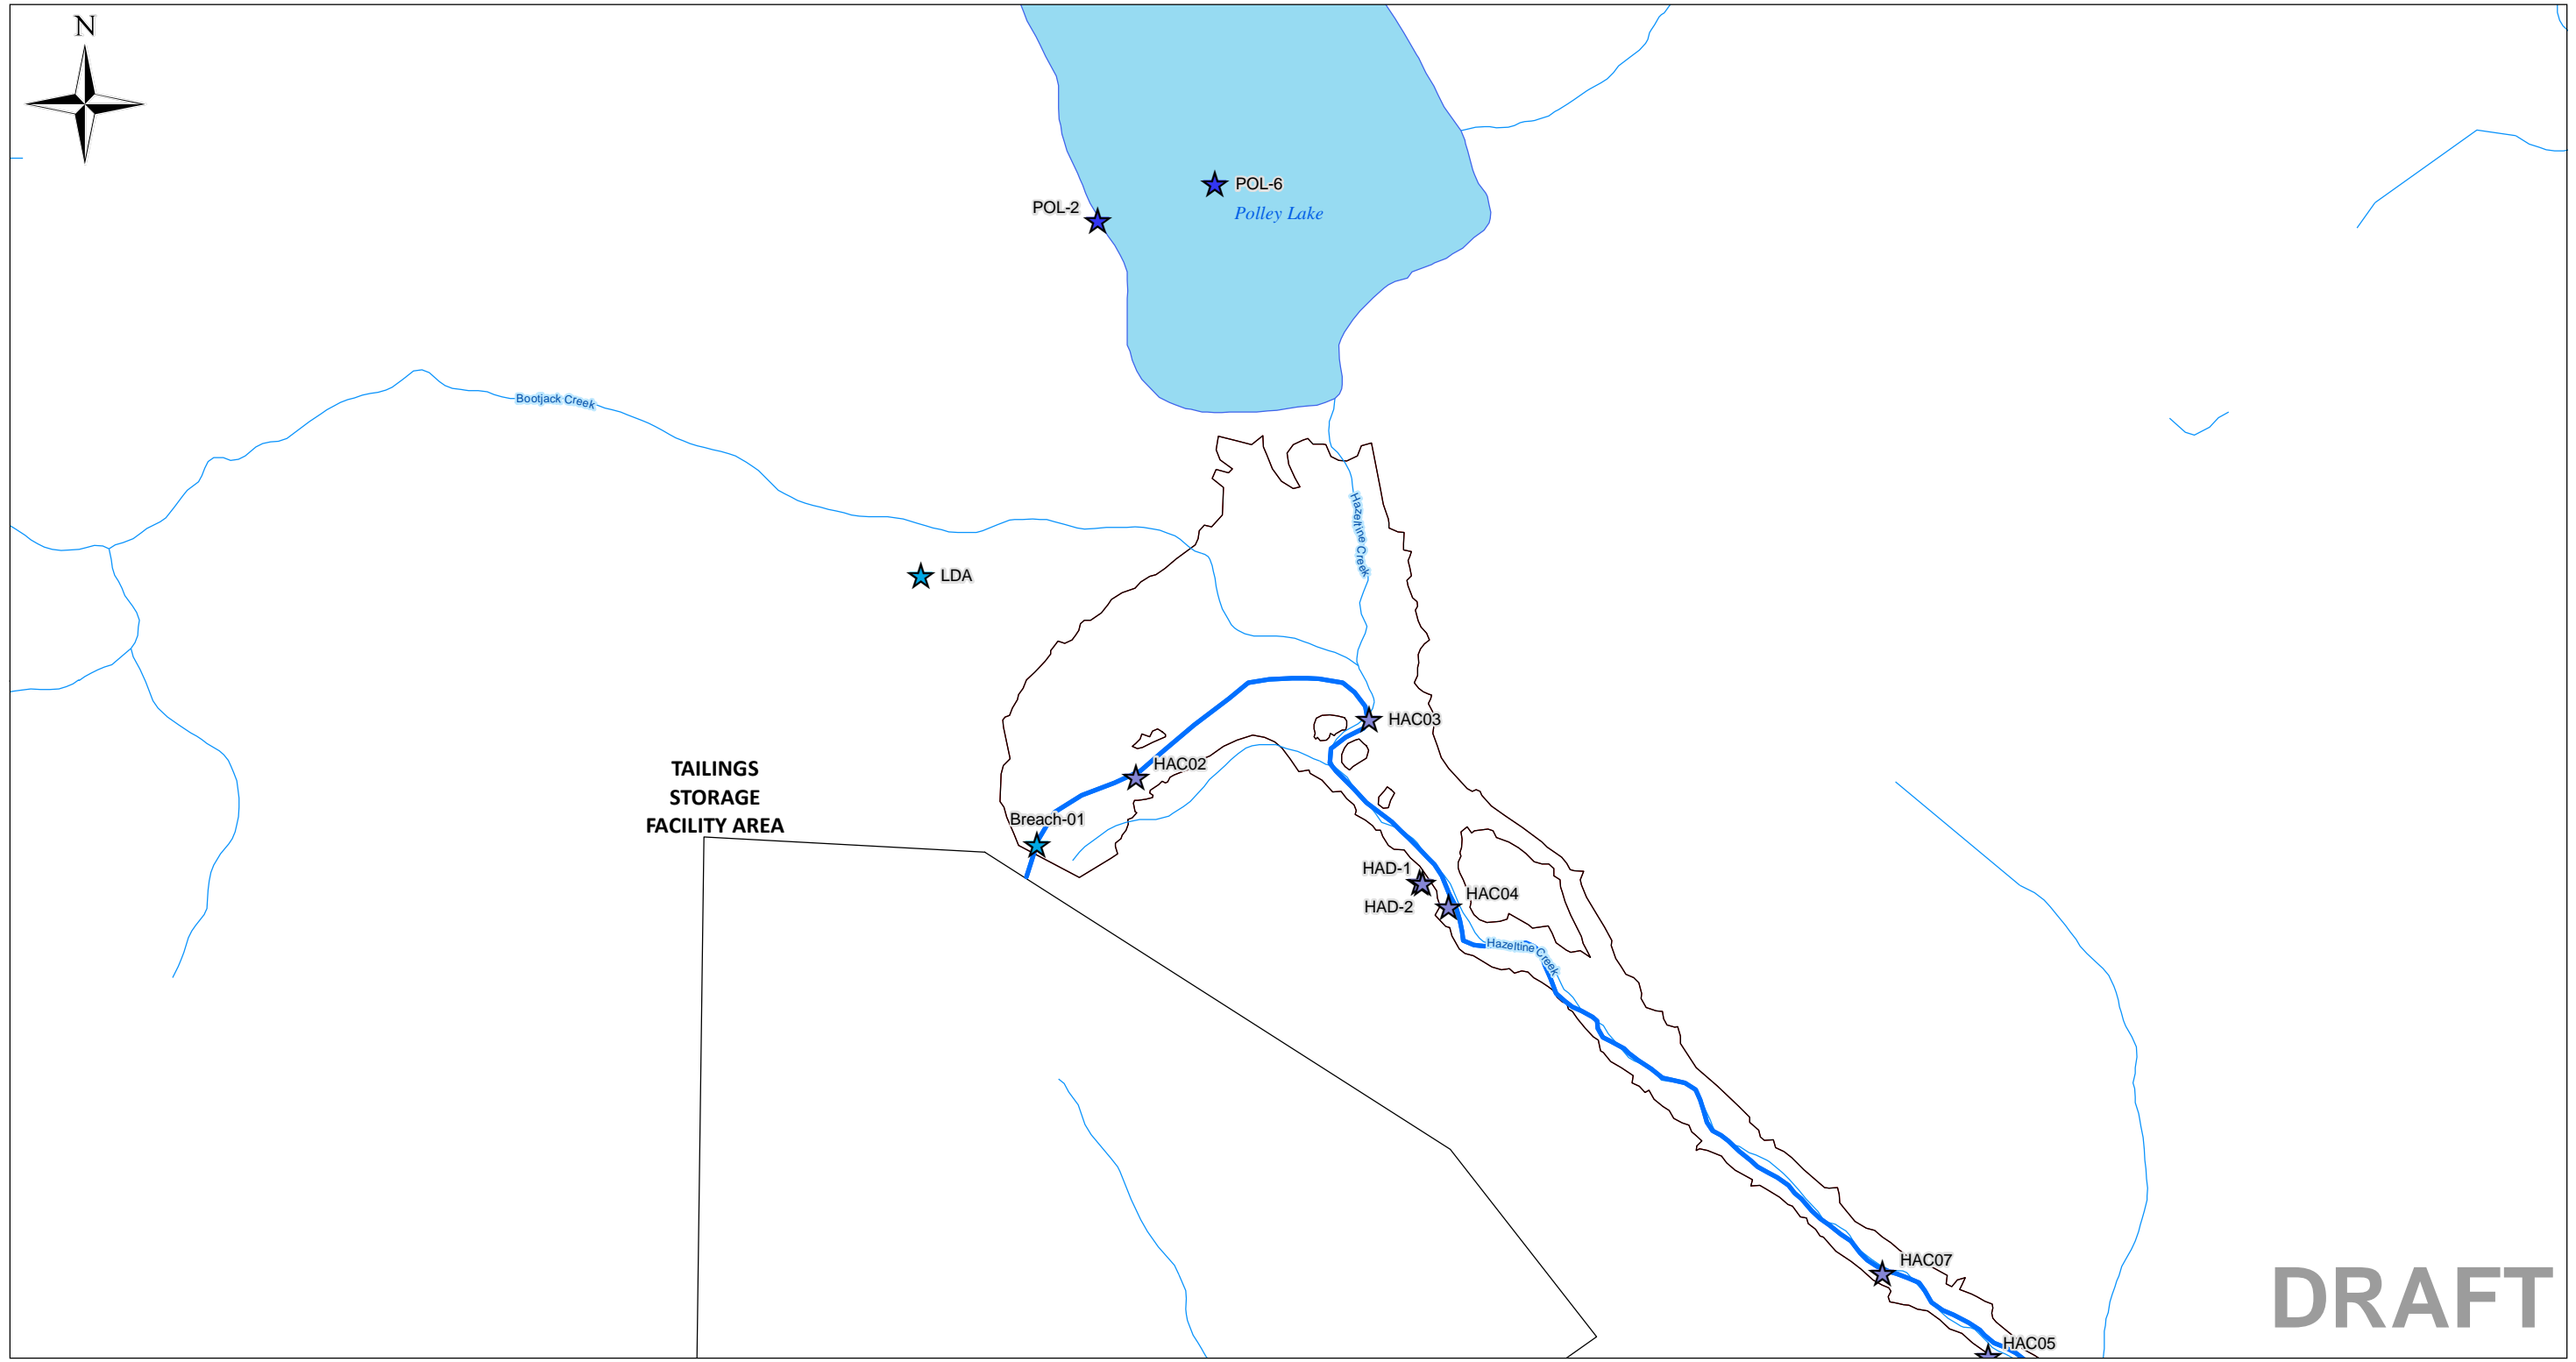 N
POL-6
POL-2
Polley Lake
Bootjack Creek
Hazeltine Creek
LDA
HAC03
HAC02
TAILINGS
STORAGE
FACILITY AREA
Breach-01
HAD-1
HAC04
HAD-2
Hazeltine Creek
HAC07
DRAFT
HAC05